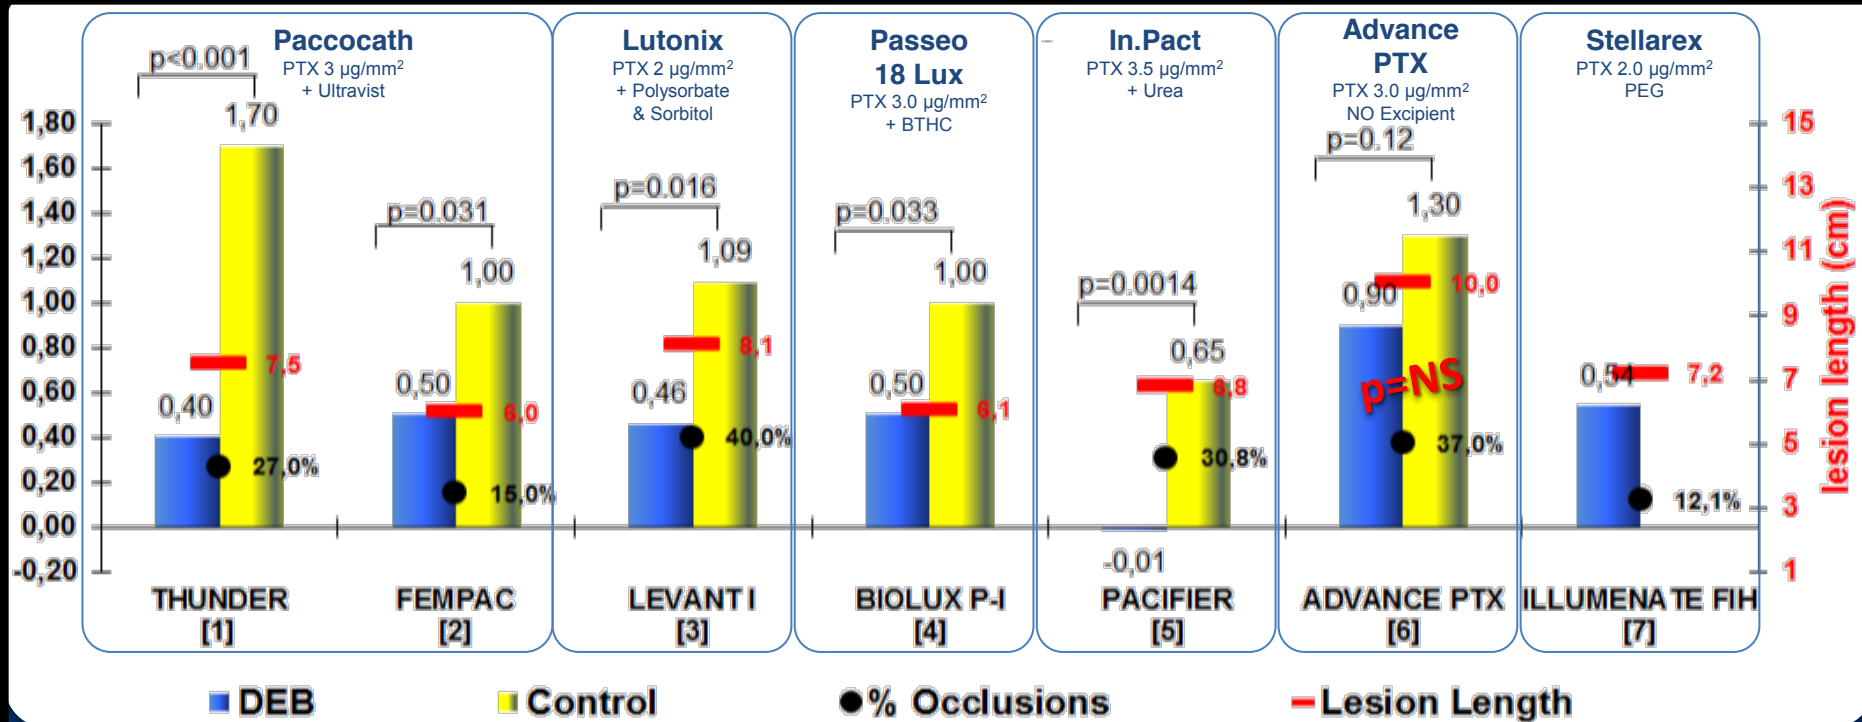 Paccocath
PTX 3 µg/mm²
+ Ultravist
Lutonix
PTX 2 µg/mm²
+ Polysorbate
& Sorbitol
Passeo
18 Lux
PTX 3.0 µg/mm²
+ BTHC
In.Pact
PTX 3.5 µg/mm²
+ Urea
Advance
PTX
PTX 3.0 µg/mm²
NO Excipient
Stellarex
PTX 2.0 µg/mm²
PEG
1,80
1,60
1,40
1,20
1,00
0,80
0,60
0,40
0,20
0,00
-0,20
p<0.001
1,70
0,40
7,5
27,0%
p=0.031
1,00
0,50
6,0
15,0%
p=0.016
1,09
0,46
8,1
40,0%
p=0.033
1,00
0,50
6,1
p=0.0014
0,65
6,8
30,8%
-0,01
p=0.12
1,30
0,90
10,0
p=NS
37,0%
0,54
7,2
12,1%
15
13
11
9
7
5
3
1
lesion length (cm)
THUNDER
[1]
FEMPAC
[2]
LEVANT I
[3]
BIOLUX P-I
[4]
PACIFIER
[5]
ADVANCE PTX
[6]
ILLUMENATE FIH
[7]
DEB
Control
% Occlusions
Lesion Length